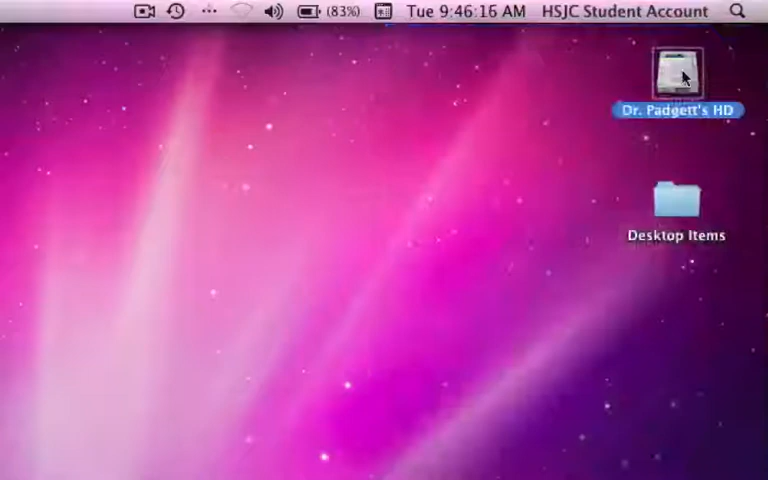 (83%) Tue 9:46:16 AM HSJC Student Account
Dr. Padgett's HD
Desktop Items